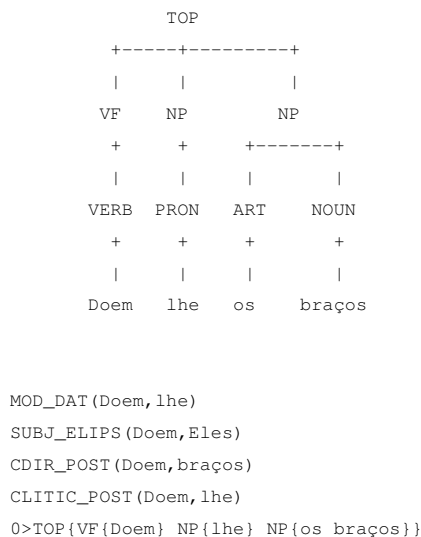 TOP
+-----+---------+
|     |         |
VF NP NP
+ + +-------+
| | | |
VERB PRON ART NOUN
+ + + +
| | | |
Doem lhe os braços
MOD_DAT(Doem,lhe)
SUBJ_ELIPS(Doem,Eles)
CDIR_POST(Doem,braços)
CLITIC_POST(Doem,lhe)
0>TOP{VF{Doem} NP{lhe} NP{os braços}}